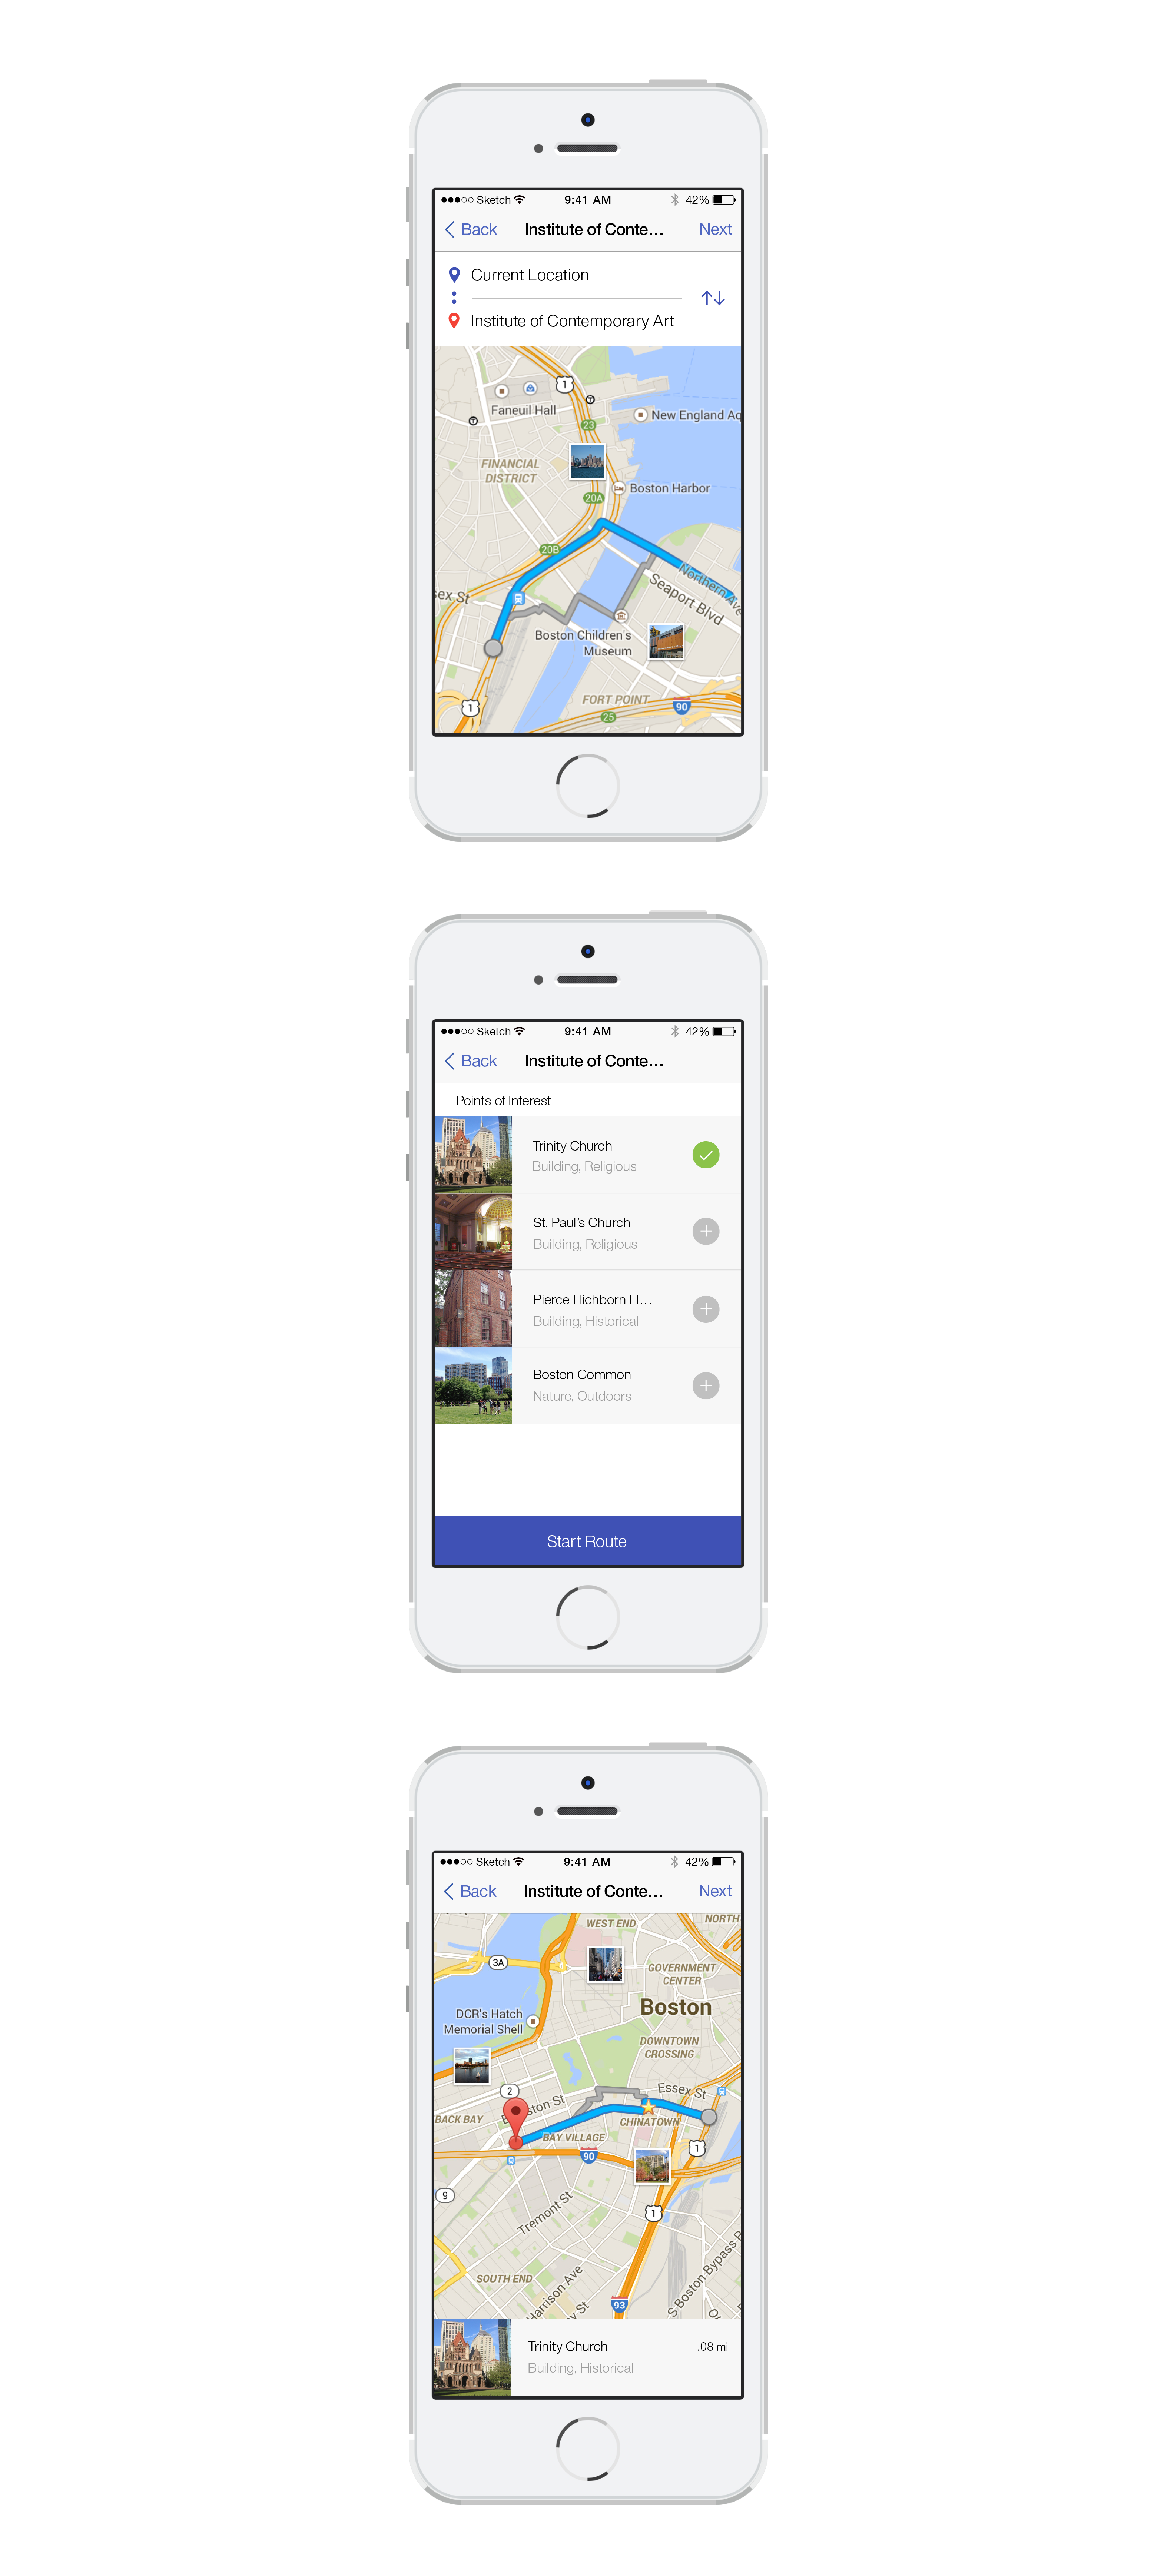 Sketch 9:41 AM 42%
Back Institute of Conte... Next
Current Location
Institute of Contemporary Art
1
Faneuil Hall
T
T
New England Aq
23
FINANCIAL
DISTRICT
20A
Boston Harbor
20B
sex St
Northern Ave
Seaport Blvd
Boston Children's
Museum
FORT POINT
90
1
25
Sketch 9:41 AM 42%
Back Institute of Conte...
Points of Interest
Trinity Church
Building, Religious
St. Paul's Church
Building, Religious
Pierce Hichborn H...
Building, Historical
Boston Common
Nature, Outdoors
Start Route
Sketch 9:41 AM 42%
Back Institute of Conte... Next
WEST END
NORTH
3A
GOVERNMENT
CENTER
Boston
DCR's Hatch
Memorial Shell
DOWNTOWN
CROSSING
2
Essex St
ston St
BACK BAY
CHINATOWN
BAY VILLAGE
1
90
9
Tremont St
1
S Boston Bypass R
SOUTH END
Harrison Ave
93
y St
Trinity Church .08 mi
Building, Historical